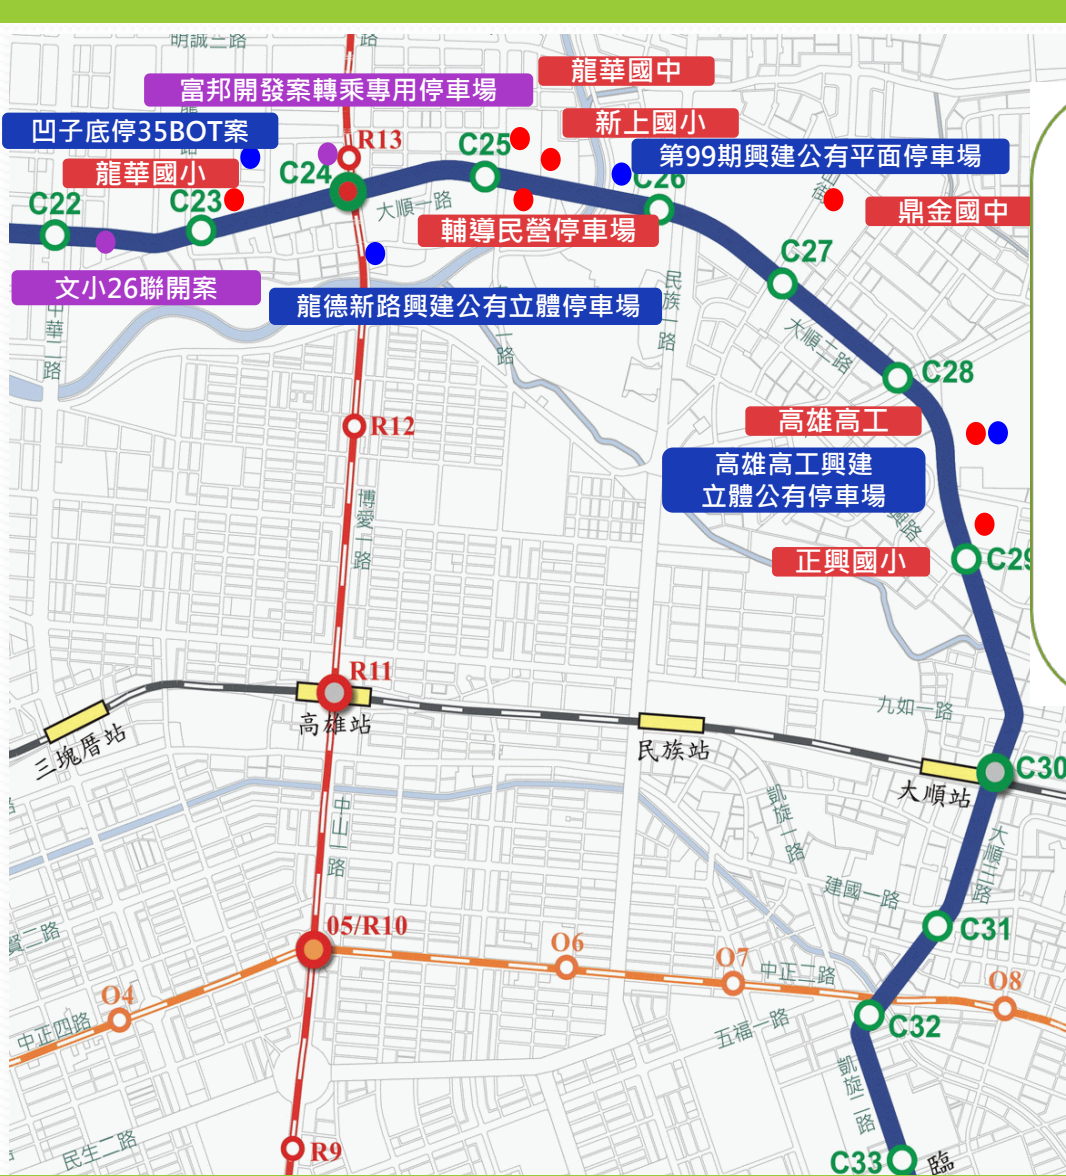 明誠三路
路
龍華國中
富邦開發案轉乘專用停車場
新上國小
凹子底停35BOT案
R13
C25
第99期興建公有平面停車場
龍華國小
C24
C26
C22
C23
大順一路
鼎金國中
輔導民營停車場
C27
文小26聯開案
龍德新路興建公有立體停車場
民族一路
中華二路
一路
大順二路
C28
R12
高雄高工
高雄高工興建
立體公有停車場
博愛一路
興路
正興國小
C29
R11
九如一路
高雄站
三塊厝站
民族站
C30
大順站
凱旋一路
中山一路
大順三路
建國一路
05/R10
C31
賢二路
O6
O7
中正二路
O4
O8
中正四路
五福一路
C32
凱旋二路
民生二路
R9
C33
臨